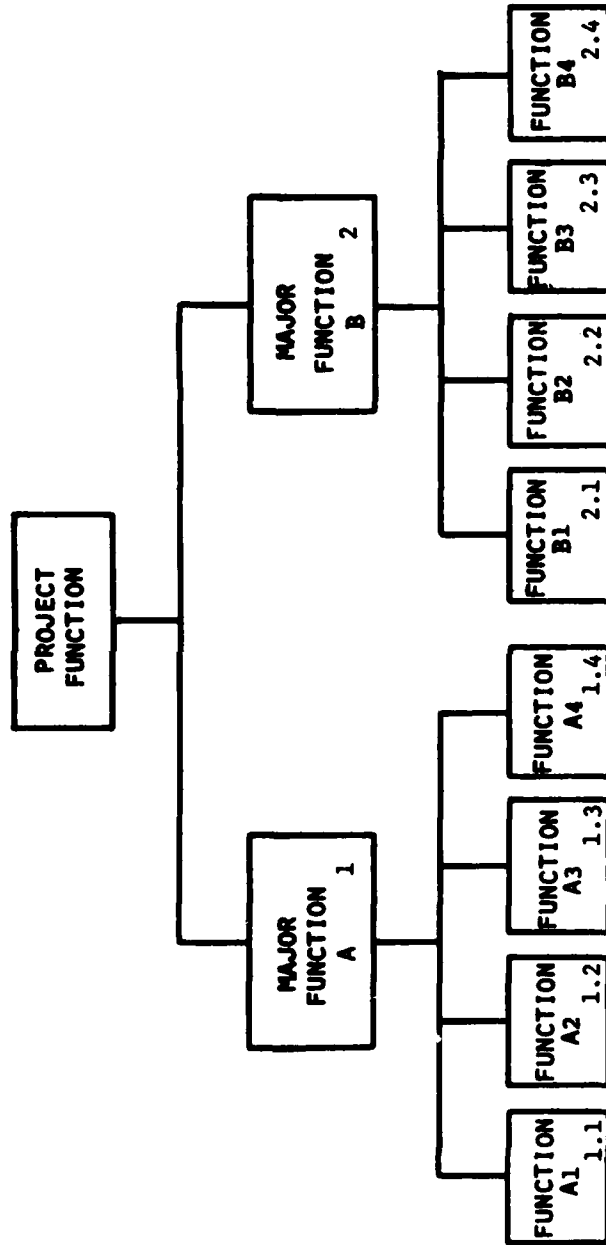 PROJECT
FUNCTION
MAJOR
FUNCTION
A 1
MAJOR
FUNCTION
B 2
FUNCTION
A1
1.1
FUNCTION
A2
1.2
FUNCTION
A3
1.3
FUNCTION
A4
1.4
FUNCTION
B1
2.1
FUNCTION
B2
2.2
FUNCTION
B3
2.3
FUNCTION
B4
2.4